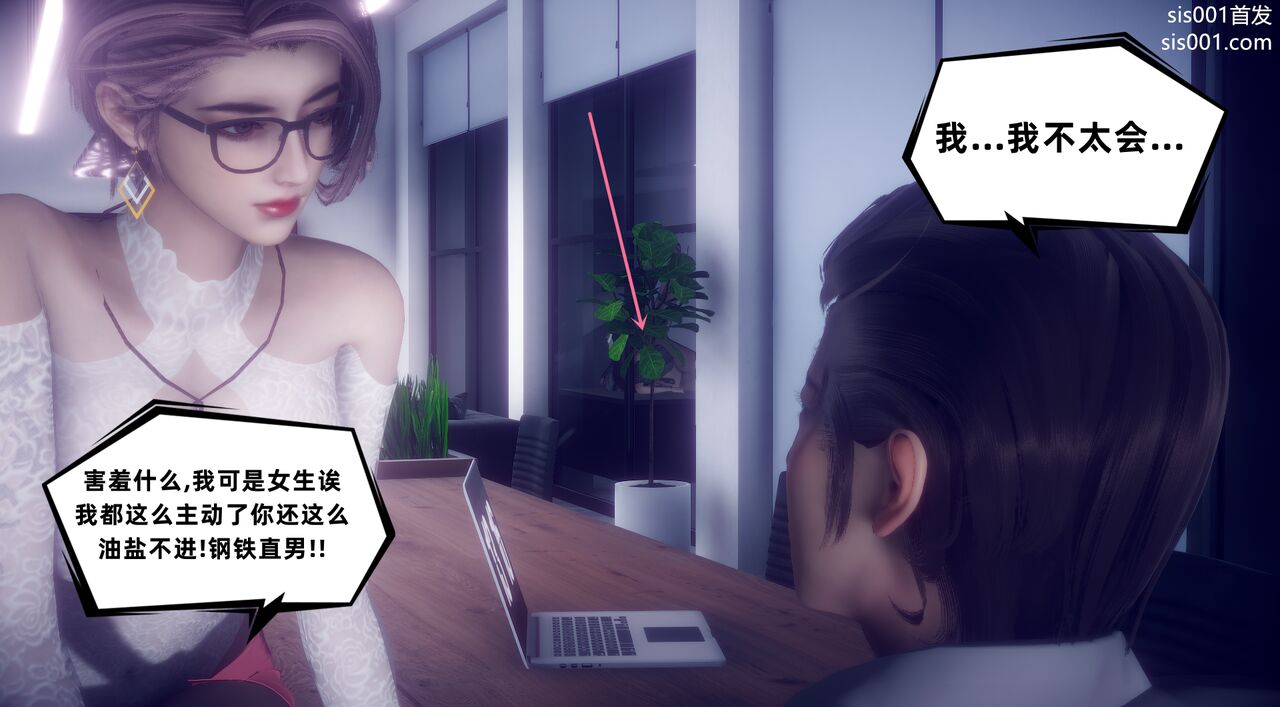 sis001首发
sis001.com
我...我不太会...
害羞什么,我可是女生诶
我都这么主动了你还这么
油盐不进!钢铁直男!!